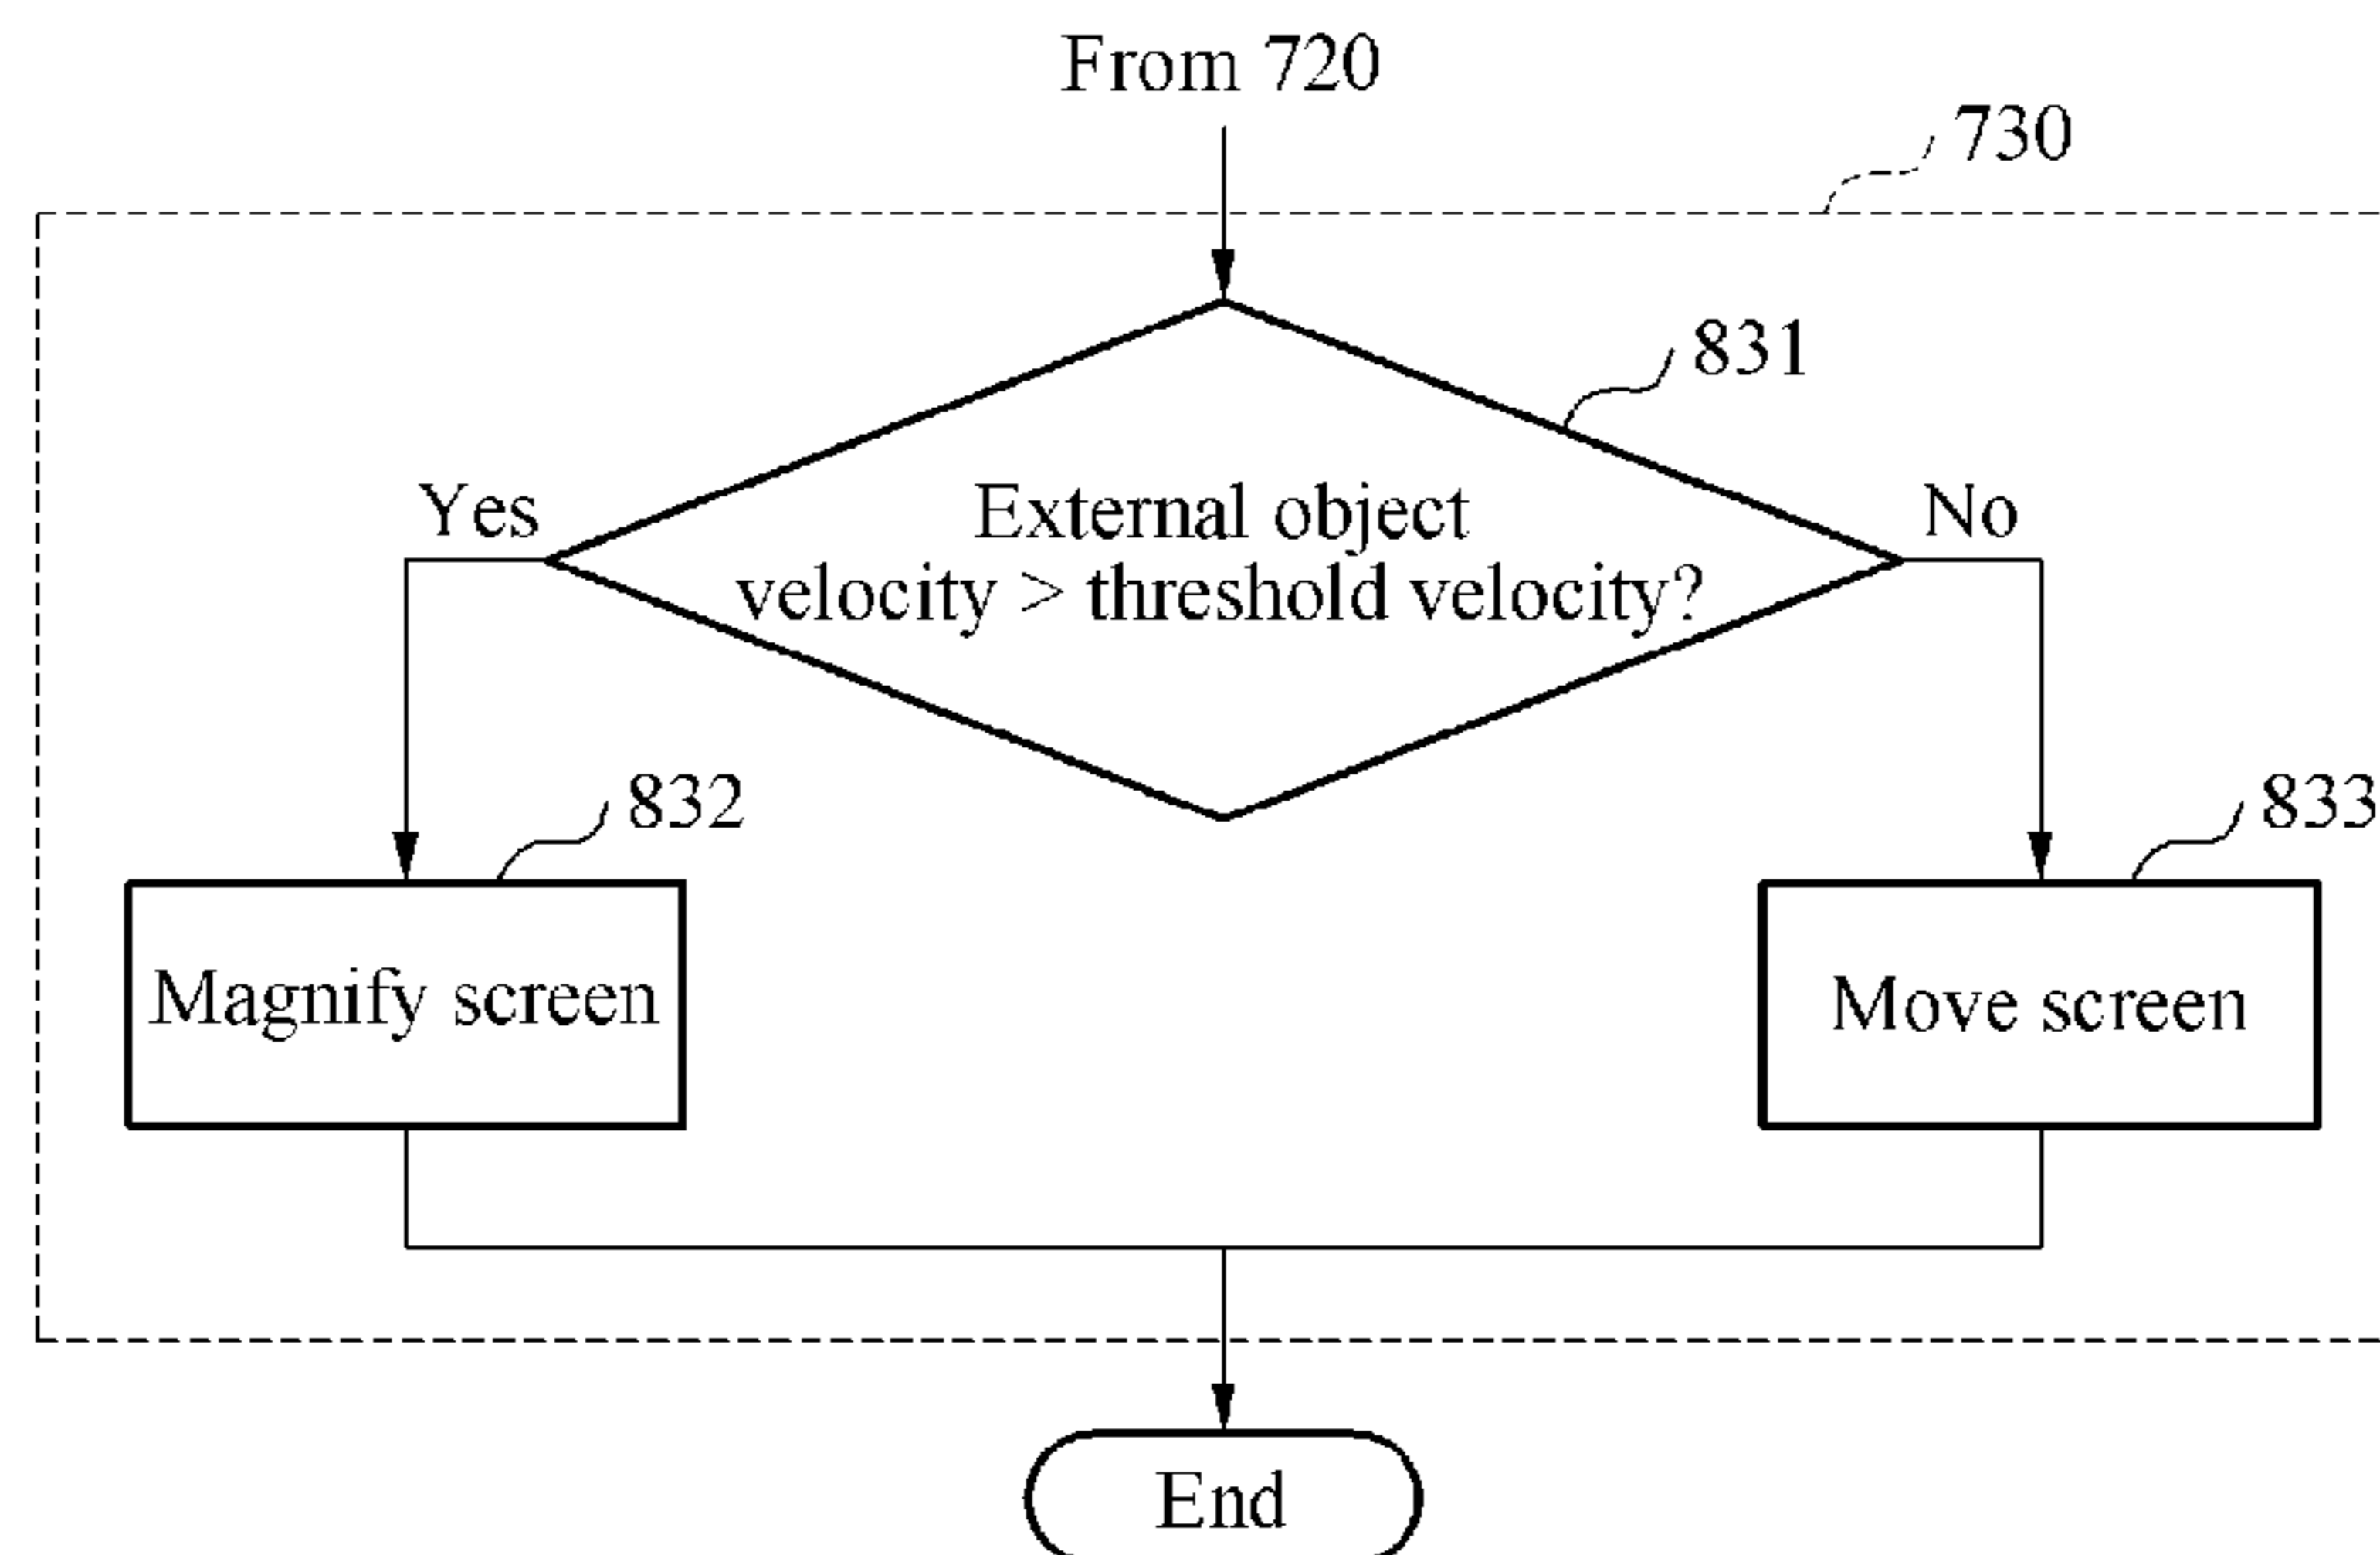 From 720
730
831
Yes
External object
velocity > threshold velocity?
No
832
833
Magnify screen
Move screen
End